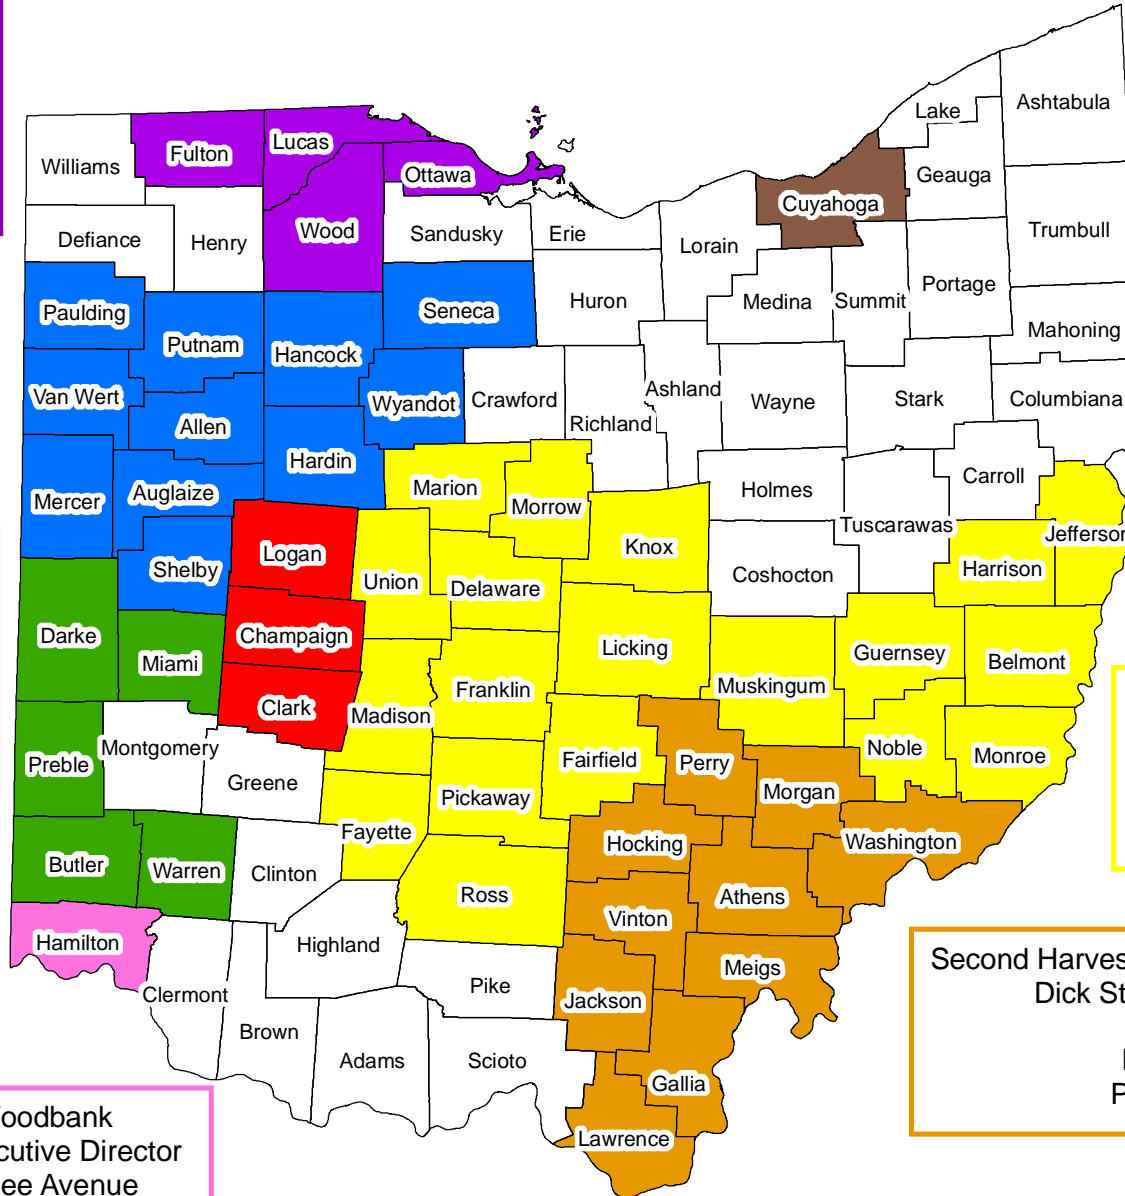 Ashtabula
Lake
Lucas
Fulton
Williams
Ottawa
Geauga
Cuyahoga
Trumbull
Wood
Sandusky
Erie
Defiance
Henry
Lorain
Portage
Huron
Medina
Summit
Seneca
Paulding
Mahoning
Putnam
Hancock
Ashland
Van Wert
Wyandot
Crawford
Wayne
Stark
Columbiana
Richland
Allen
Hardin
Carroll
Marion
Holmes
Auglaize
Mercer
Morrow
Tuscarawas
Jefferson
Knox
Logan
Shelby
Harrison
Coshocton
Union
Delaware
Darke
Champaign
Licking
Guernsey
Miami
Belmont
Muskingum
Franklin
Clark
Madison
Montgomery
Noble
Monroe
Fairfield
Perry
Preble
Greene
Morgan
Pickaway
Fayette
Washington
Hocking
Butler
Warren
Clinton
Ross
Athens
Vinton
Hamilton
Highland
Meigs
Second Harves
Dick St
Pike
Clermont
Jackson
Brown
Adams
Scioto
Gallia
P
oodbank
Lawrence
cutive Director
ee Avenue